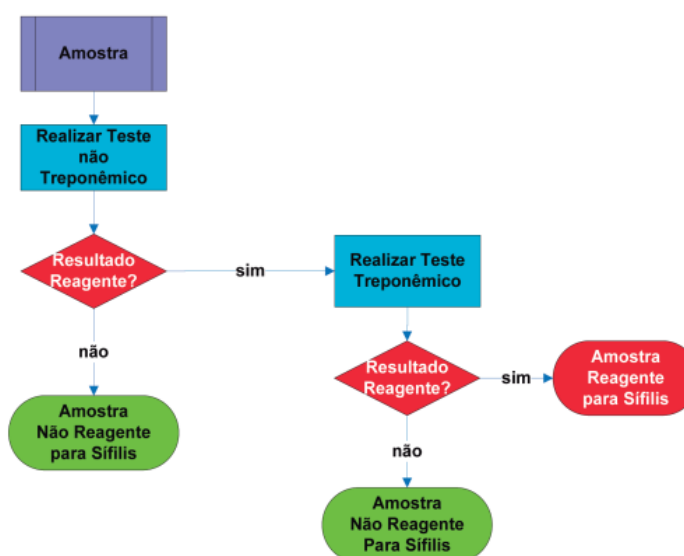 Amostra
Realizar Teste
não
Treponêmico
Resultado
Reagente?
sim
Realizar Teste
Treponêmico
não
Resultado
Reagente?
sim
Amostra
Reagente
para Sífilis
Amostra
Não Reagente
para Sífilis
não
Amostra
Não Reagente
Para Sífilis